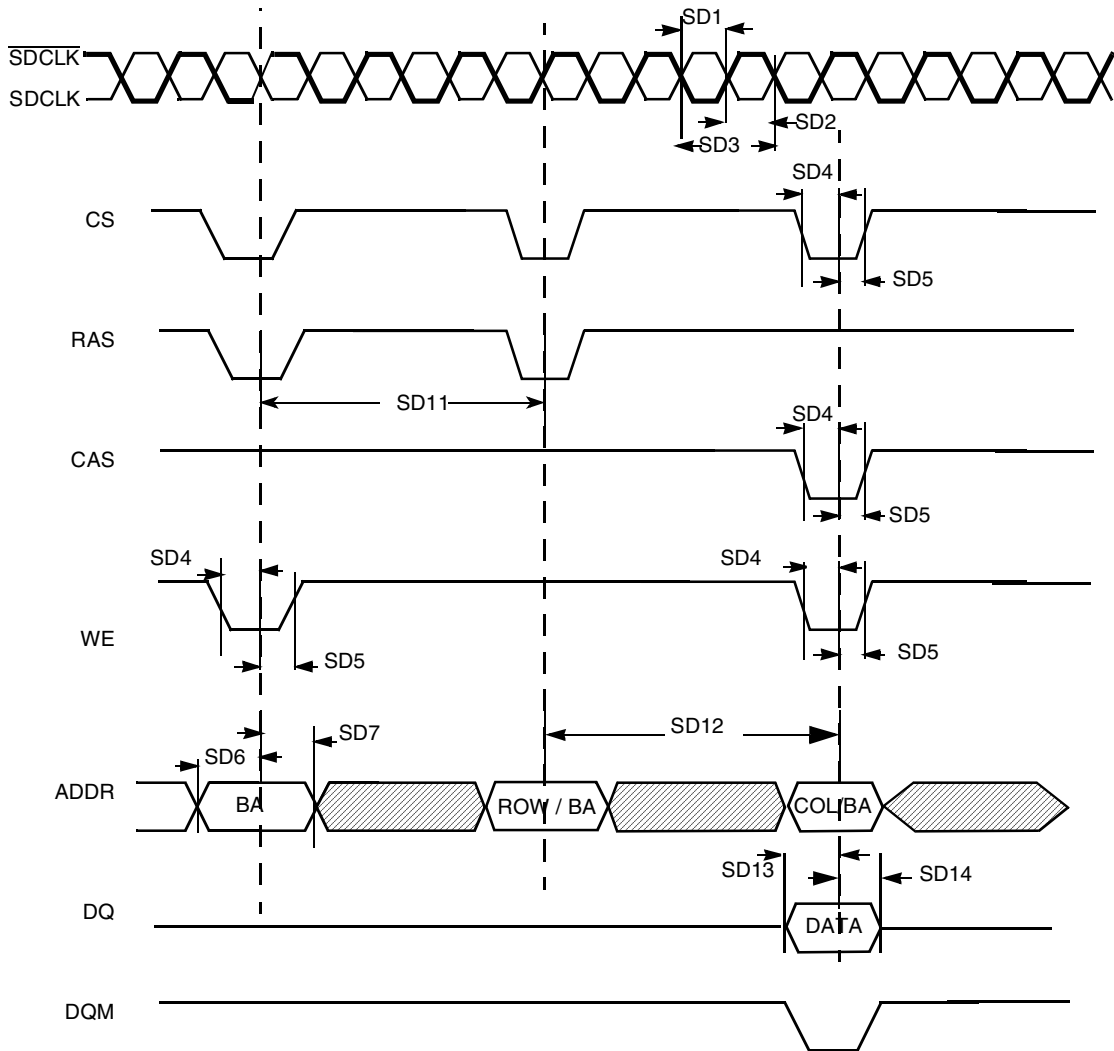 SD1
SDCLK
SDCLK
SD2
SD3
SD4
CS
SD5
RAS
SD11
SD4
CAS
SD5
SD4
SD4
WE
SD5
SD5
SD12
SD7
SD6
ADDR
BA
ROW / BA
COL/BA
SD13
SD14
DQ
DATA
DQM